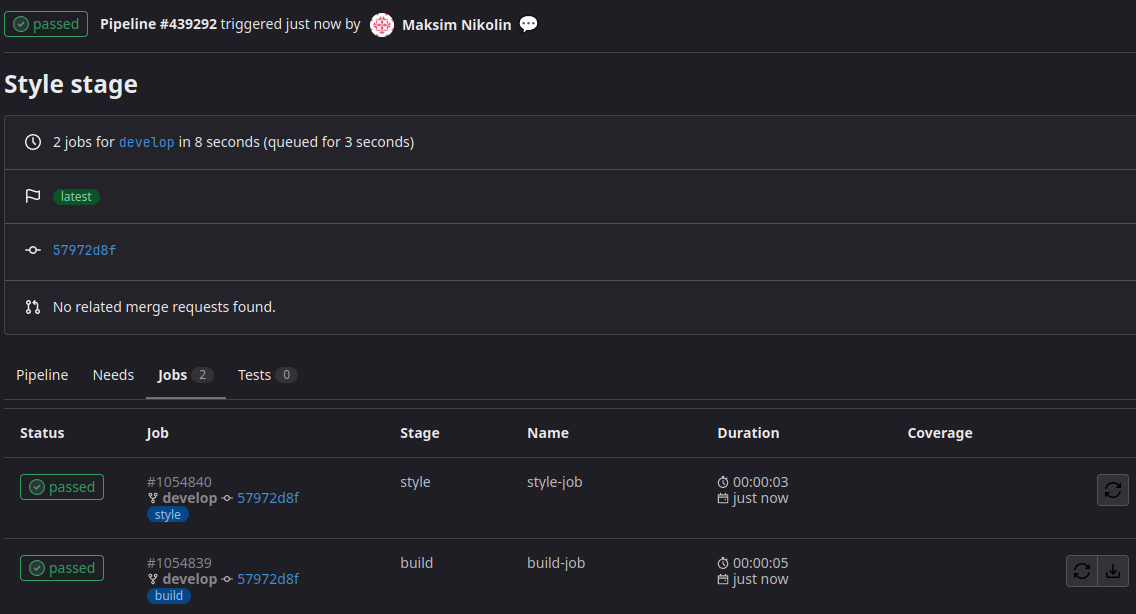 passed Pipeline #439292 triggered just now by Maksim Nikolin
Style stage
2 jobs for develop in 8 seconds (queued for 3 seconds)
latest
57972d8f
No related merge requests found.
Pipeline Needs Jobs 2 Tests 0
Status Job Stage Name Duration Coverage
passed #1054840 style style-job 00:00:03
develop 57972d8f just now
style
passed #1054839 build build-job 00:00:05
develop 57972d8f just now
build